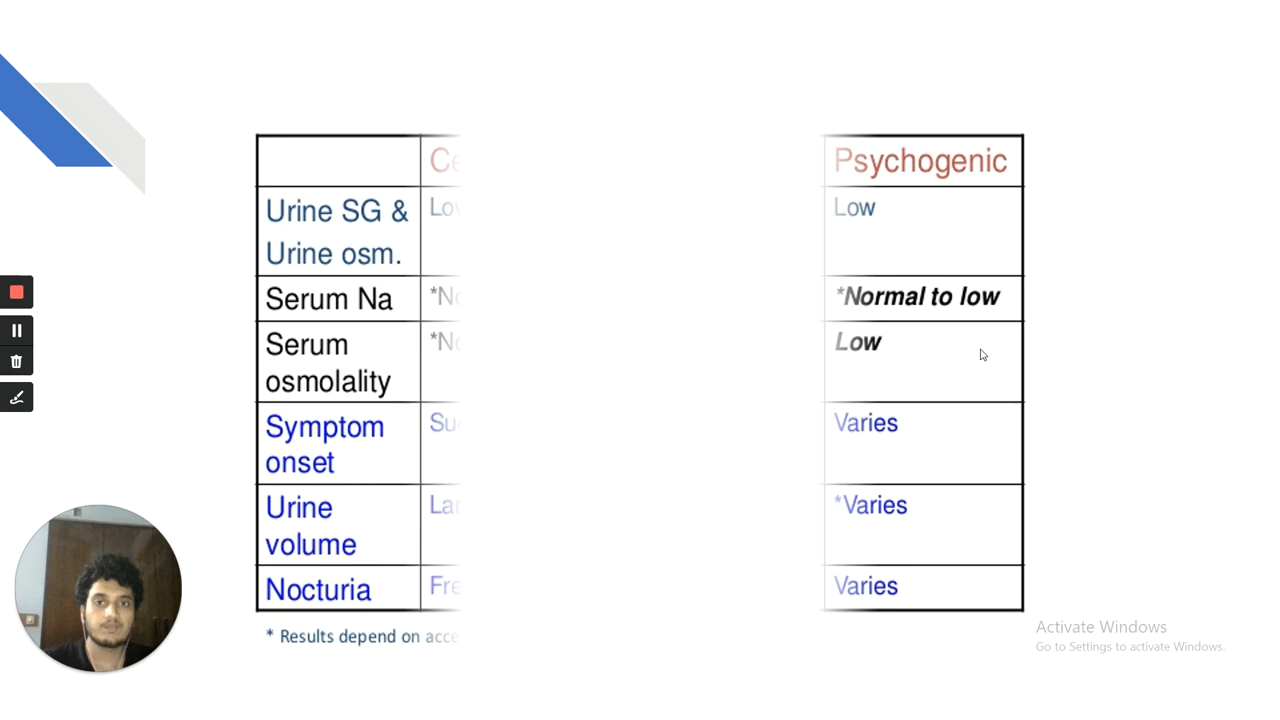 Psychogenic
Urine SG &
Urine osm.
Low
Serum Na
*Normal to low
Serum
osmolality
Low
Symptom
onset
Varies
Urine
volume
*Varies
Nocturia
Varies
* Results depend on
Activate Windows
Go to Settings to activate Windows.